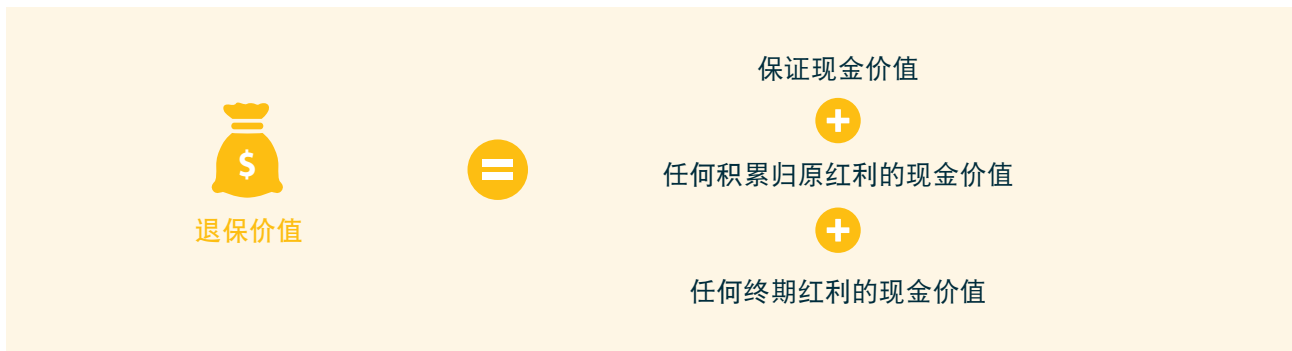 保证现金价值
+
$
=
任何积累归原红利的现金价值
退保价值
+
任何终期红利的现金价值